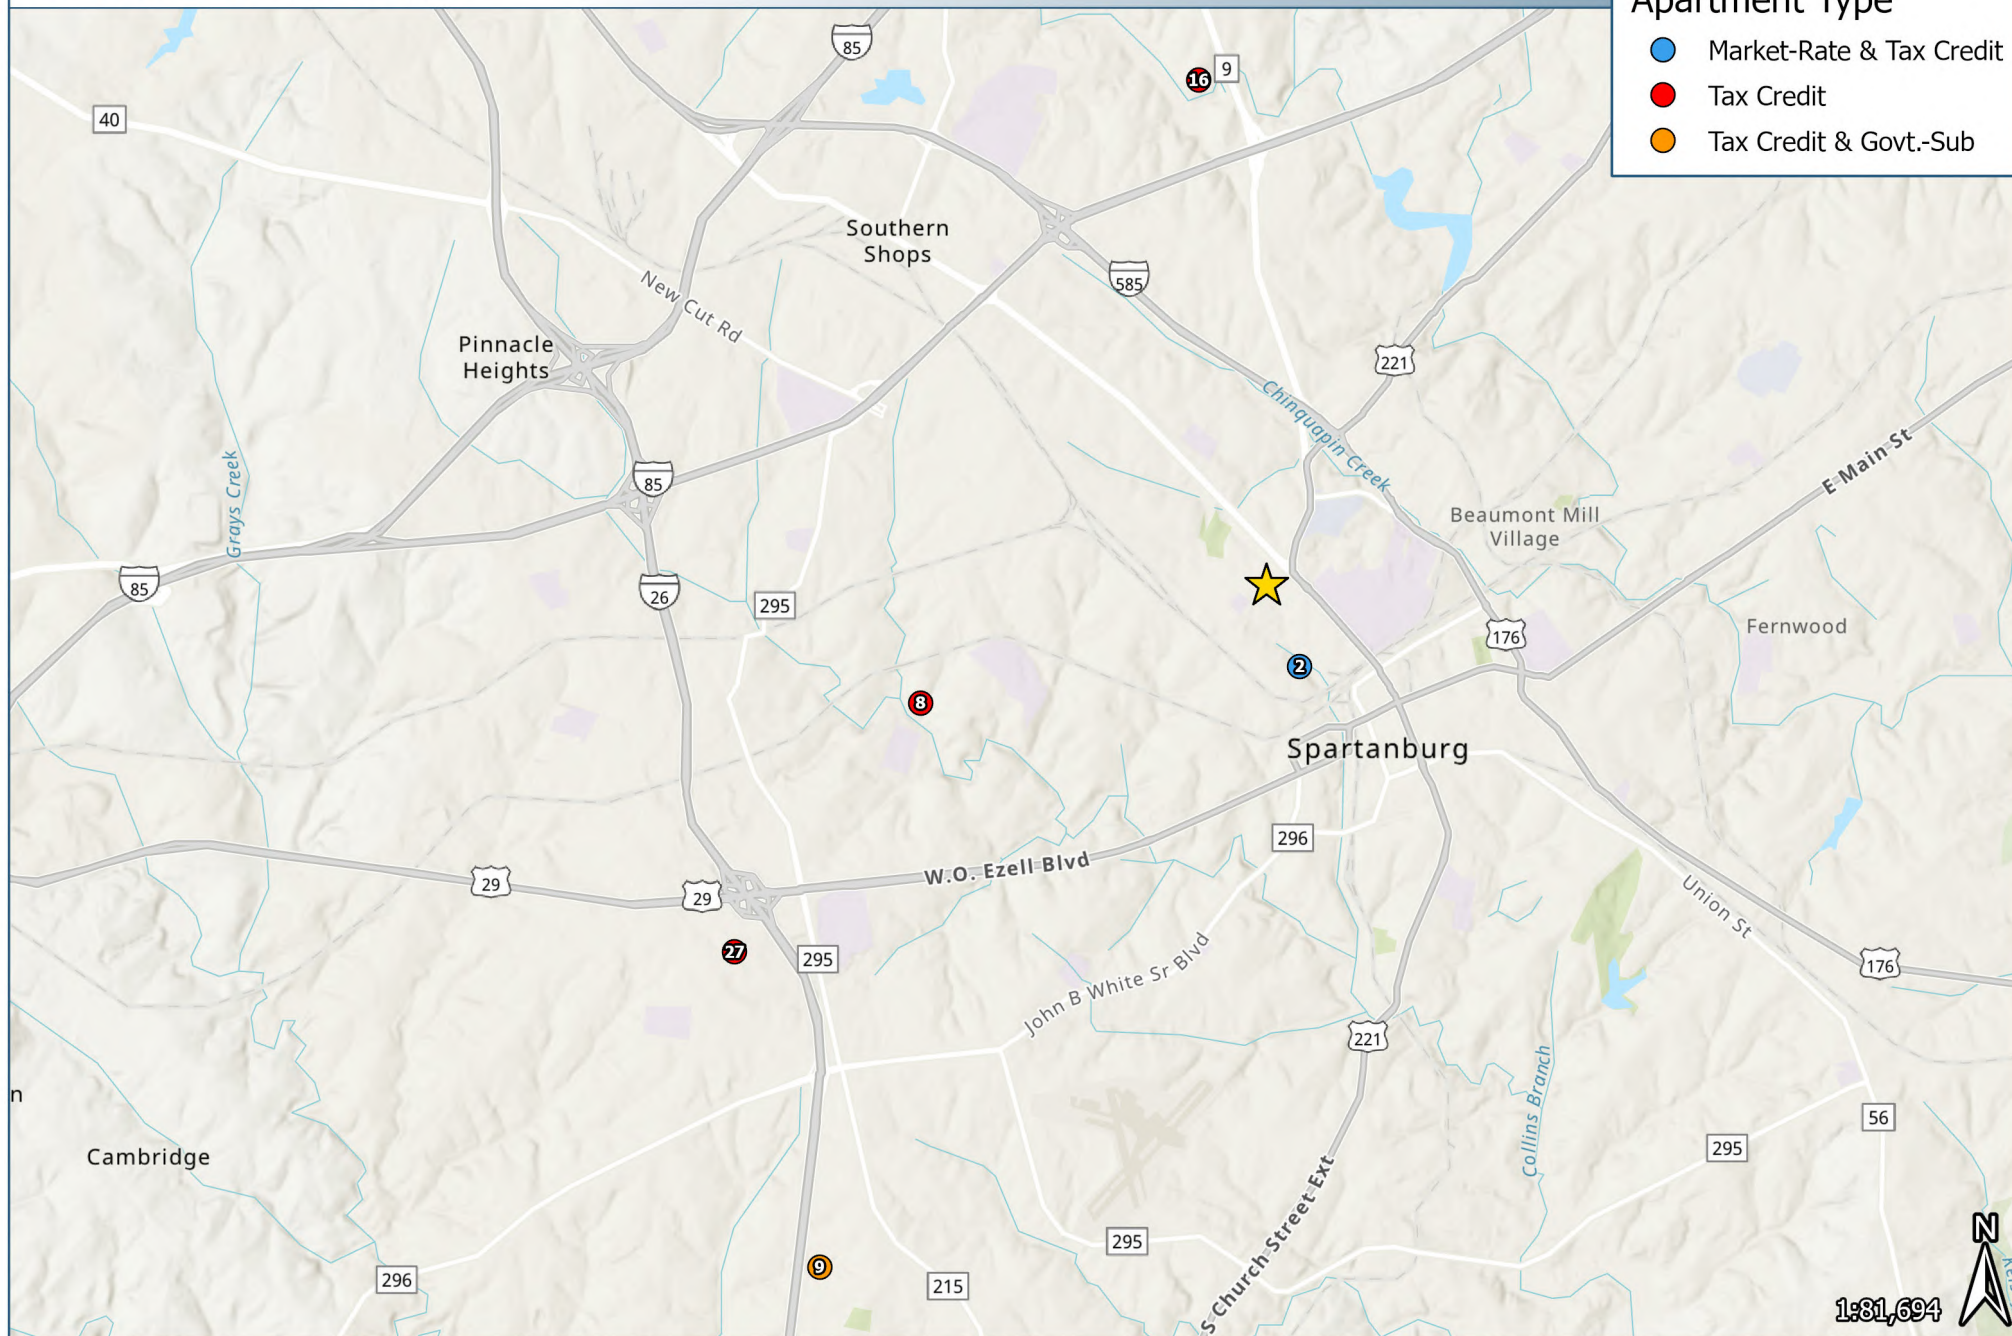 Apartment Type
Market-Rate & Tax Credit
Tax Credit
Tax Credit & Govt.-Sub
85
16
9
40
Southern
Shops
585
New Cut Rd
Pinnacle
Heights
221
Chinquapin Creek
E Main St
85
Grays Creek
Beaumont Mill
Village
85
26
295
176
Fernwood
2
8
Spartanburg
296
W.O. Ezell Blvd
29
29
Union St
27
295
John B White Sr Blvd
176
221
n
Collins Branch
56
Cambridge
295
S Church Street Ext
295
N
9
296
215
1:81,694